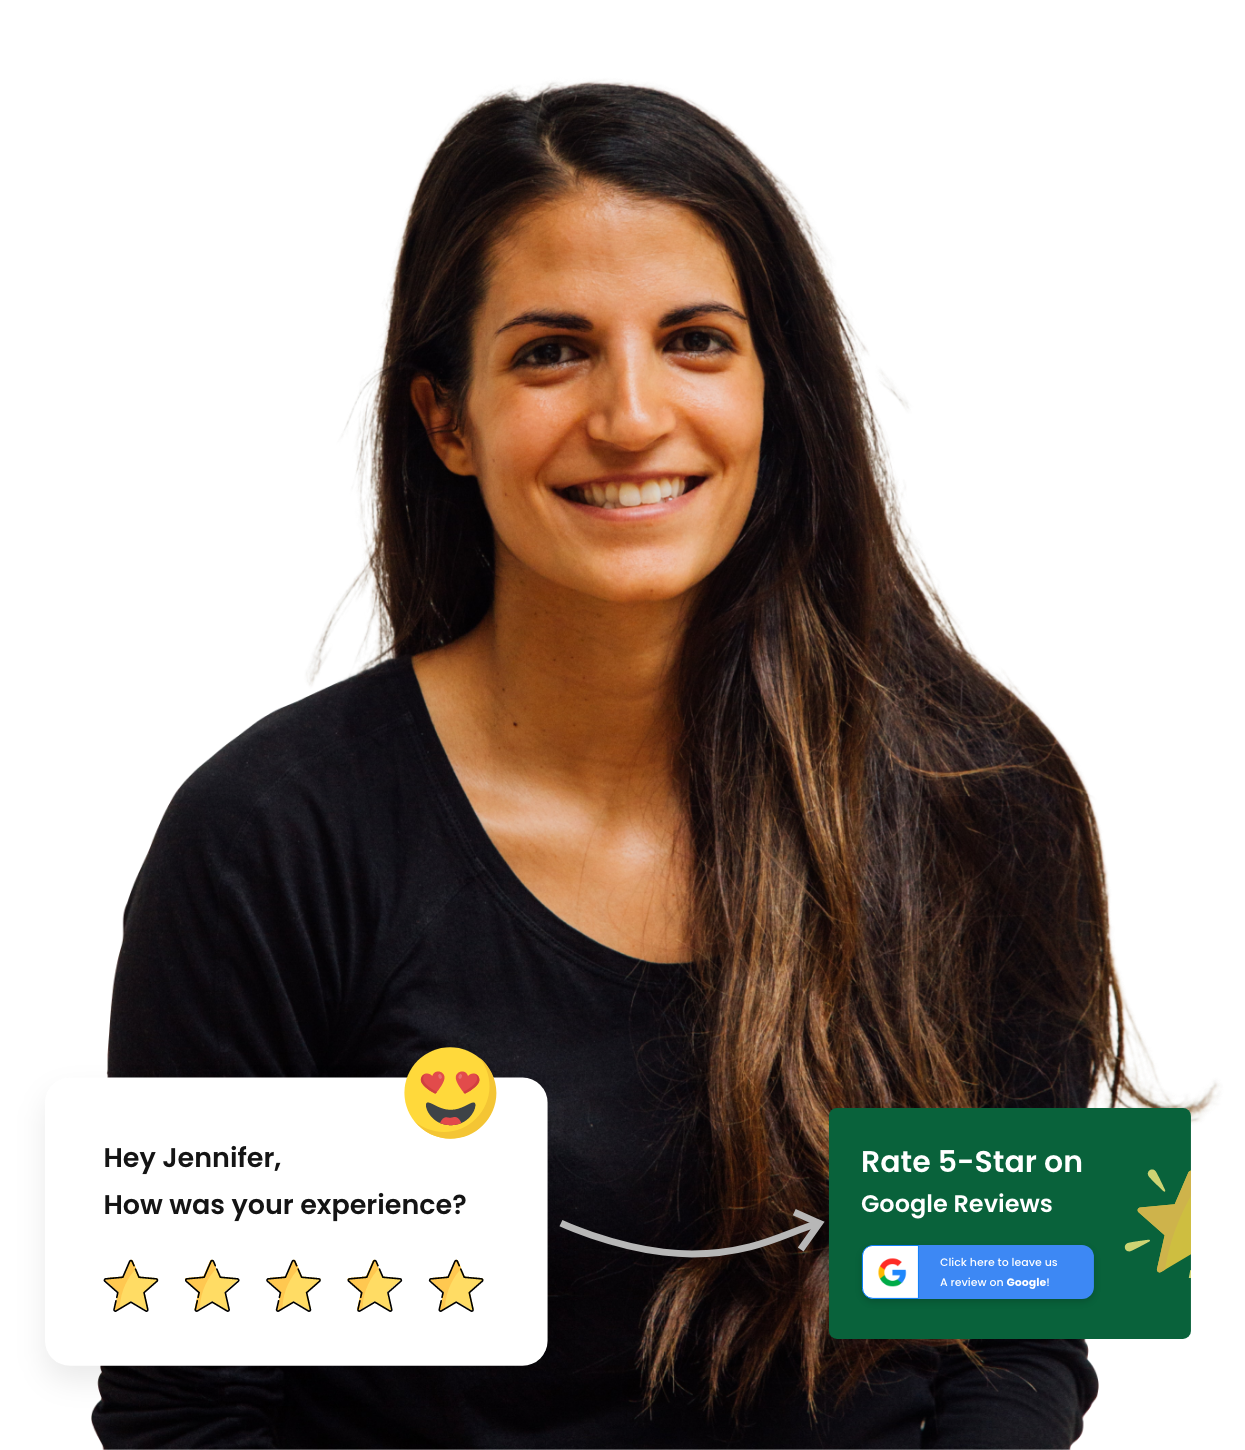 Hey Jennifer,
How was your experience?
Rate 5-Star on
Google Reviews
G
Click here to leave us
A review on Google!